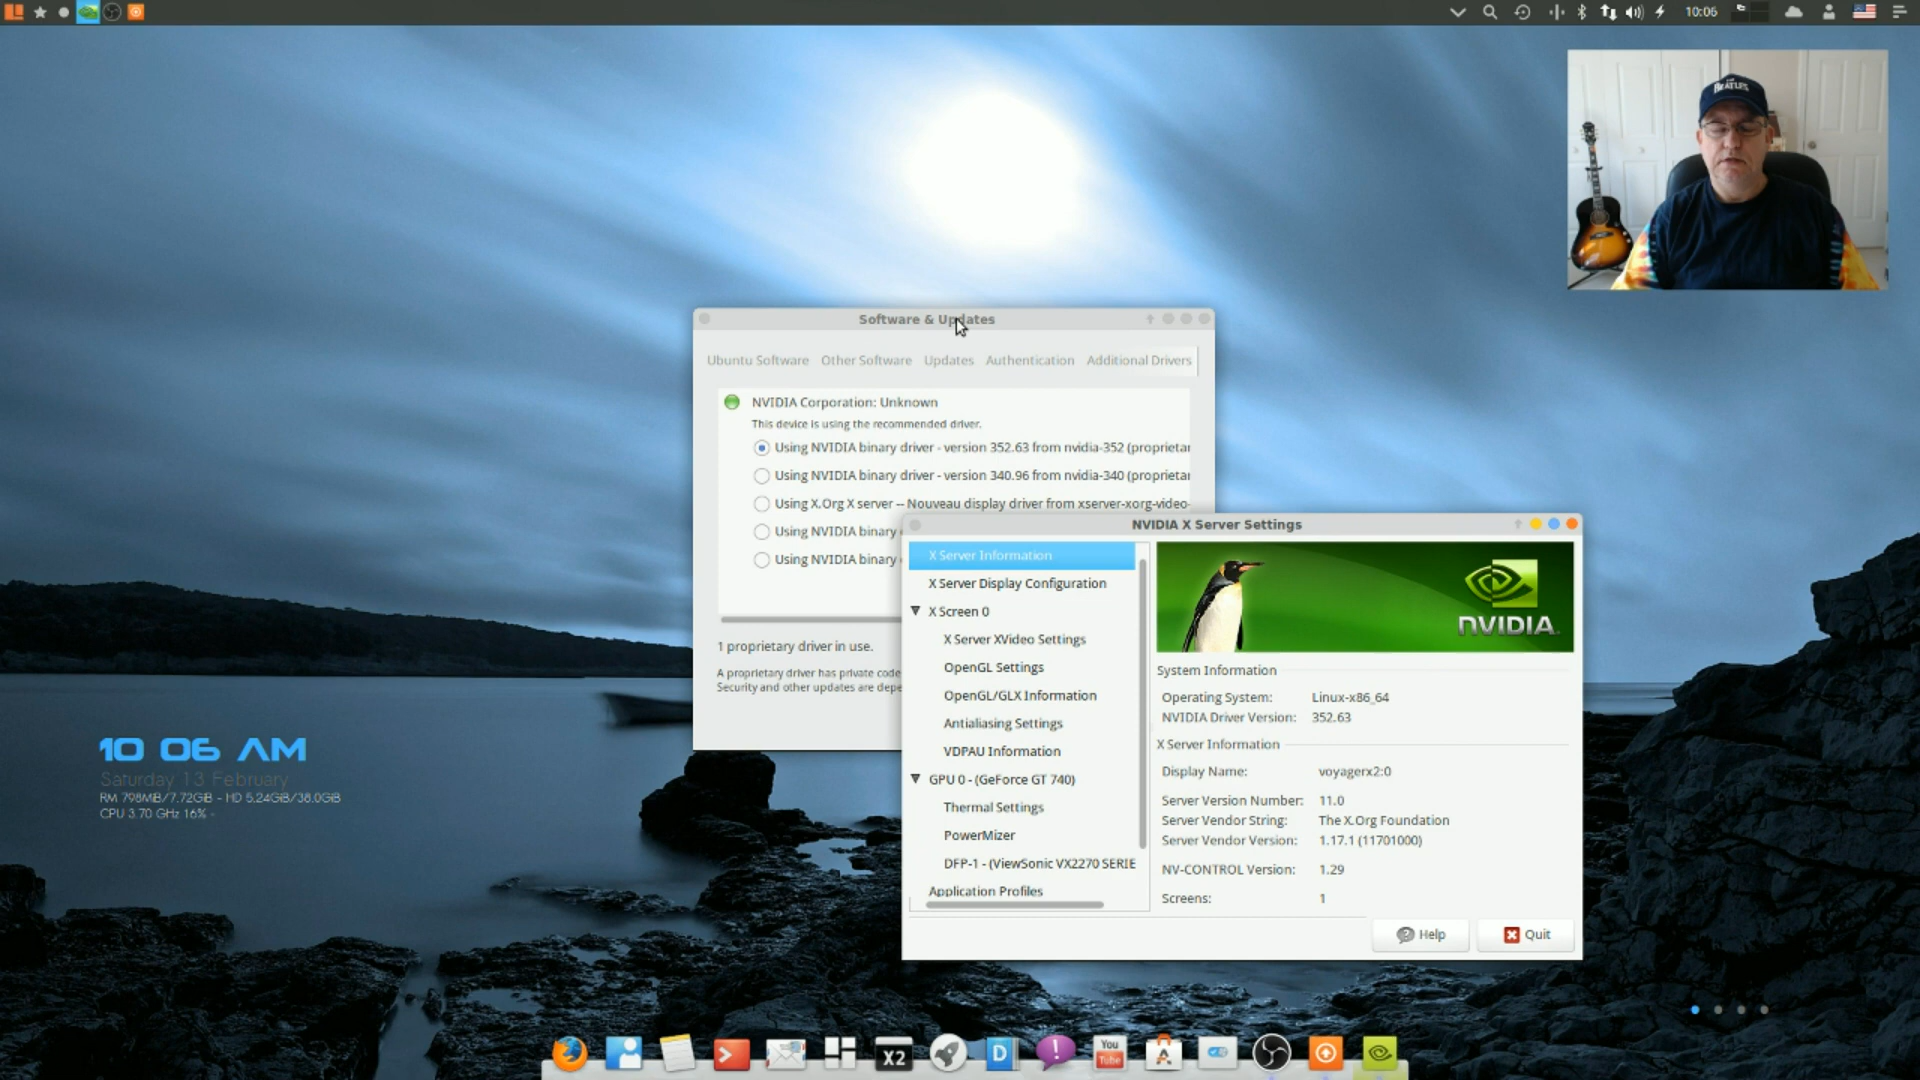 10:06
BEATLES
Software & Updates
Ubuntu Software Other Software Updates Authentication Additional Drivers
NVIDIA Corporation: Unknown
This device is using the recommended driver.
Using NVIDIA binary driver - version 352.63 from nvidia-352 (proprietar
Using NVIDIA binary driver - version 340.96 from nvidia-340 (proprietar
Using X.Org X server -- Nouveau display driver from xserver-xorg-video-
Using NVIDIA binary
Using NVIDIA binary
1 proprietary driver in use.
A proprietary driver has private code
Security and other updates are depe
NVIDIA X Server Settings
X Server Information
X Server Display Configuration
X Screen 0
X Server XVideo Settings
OpenGL Settings
OpenGL/GLX Information
Antialiasing Settings
VDPAU Information
GPU 0 - (GeForce GT 740)
Thermal Settings
PowerMizer
DFP-1 - (ViewSonic VX2270 SERIE
Application Profiles
NVIDIA
System Information
Operating System: Linux-x86_64
NVIDIA Driver Version: 352.63
X Server Information
Display Name: voyagerx2:0
Server Version Number: 11.0
Server Vendor String: The X.Org Foundation
Server Vendor Version: 1.17.1 (11701000)
NV-CONTROL Version: 1.29
Screens: 1
Help
Quit
10 06 AM
Saturday 13 February
RM 798MiB/7.72GiB - HD 5.24GiB/38.0GiB
CPU 3.70 GHz 16% -
X2
D
You
Tube
A